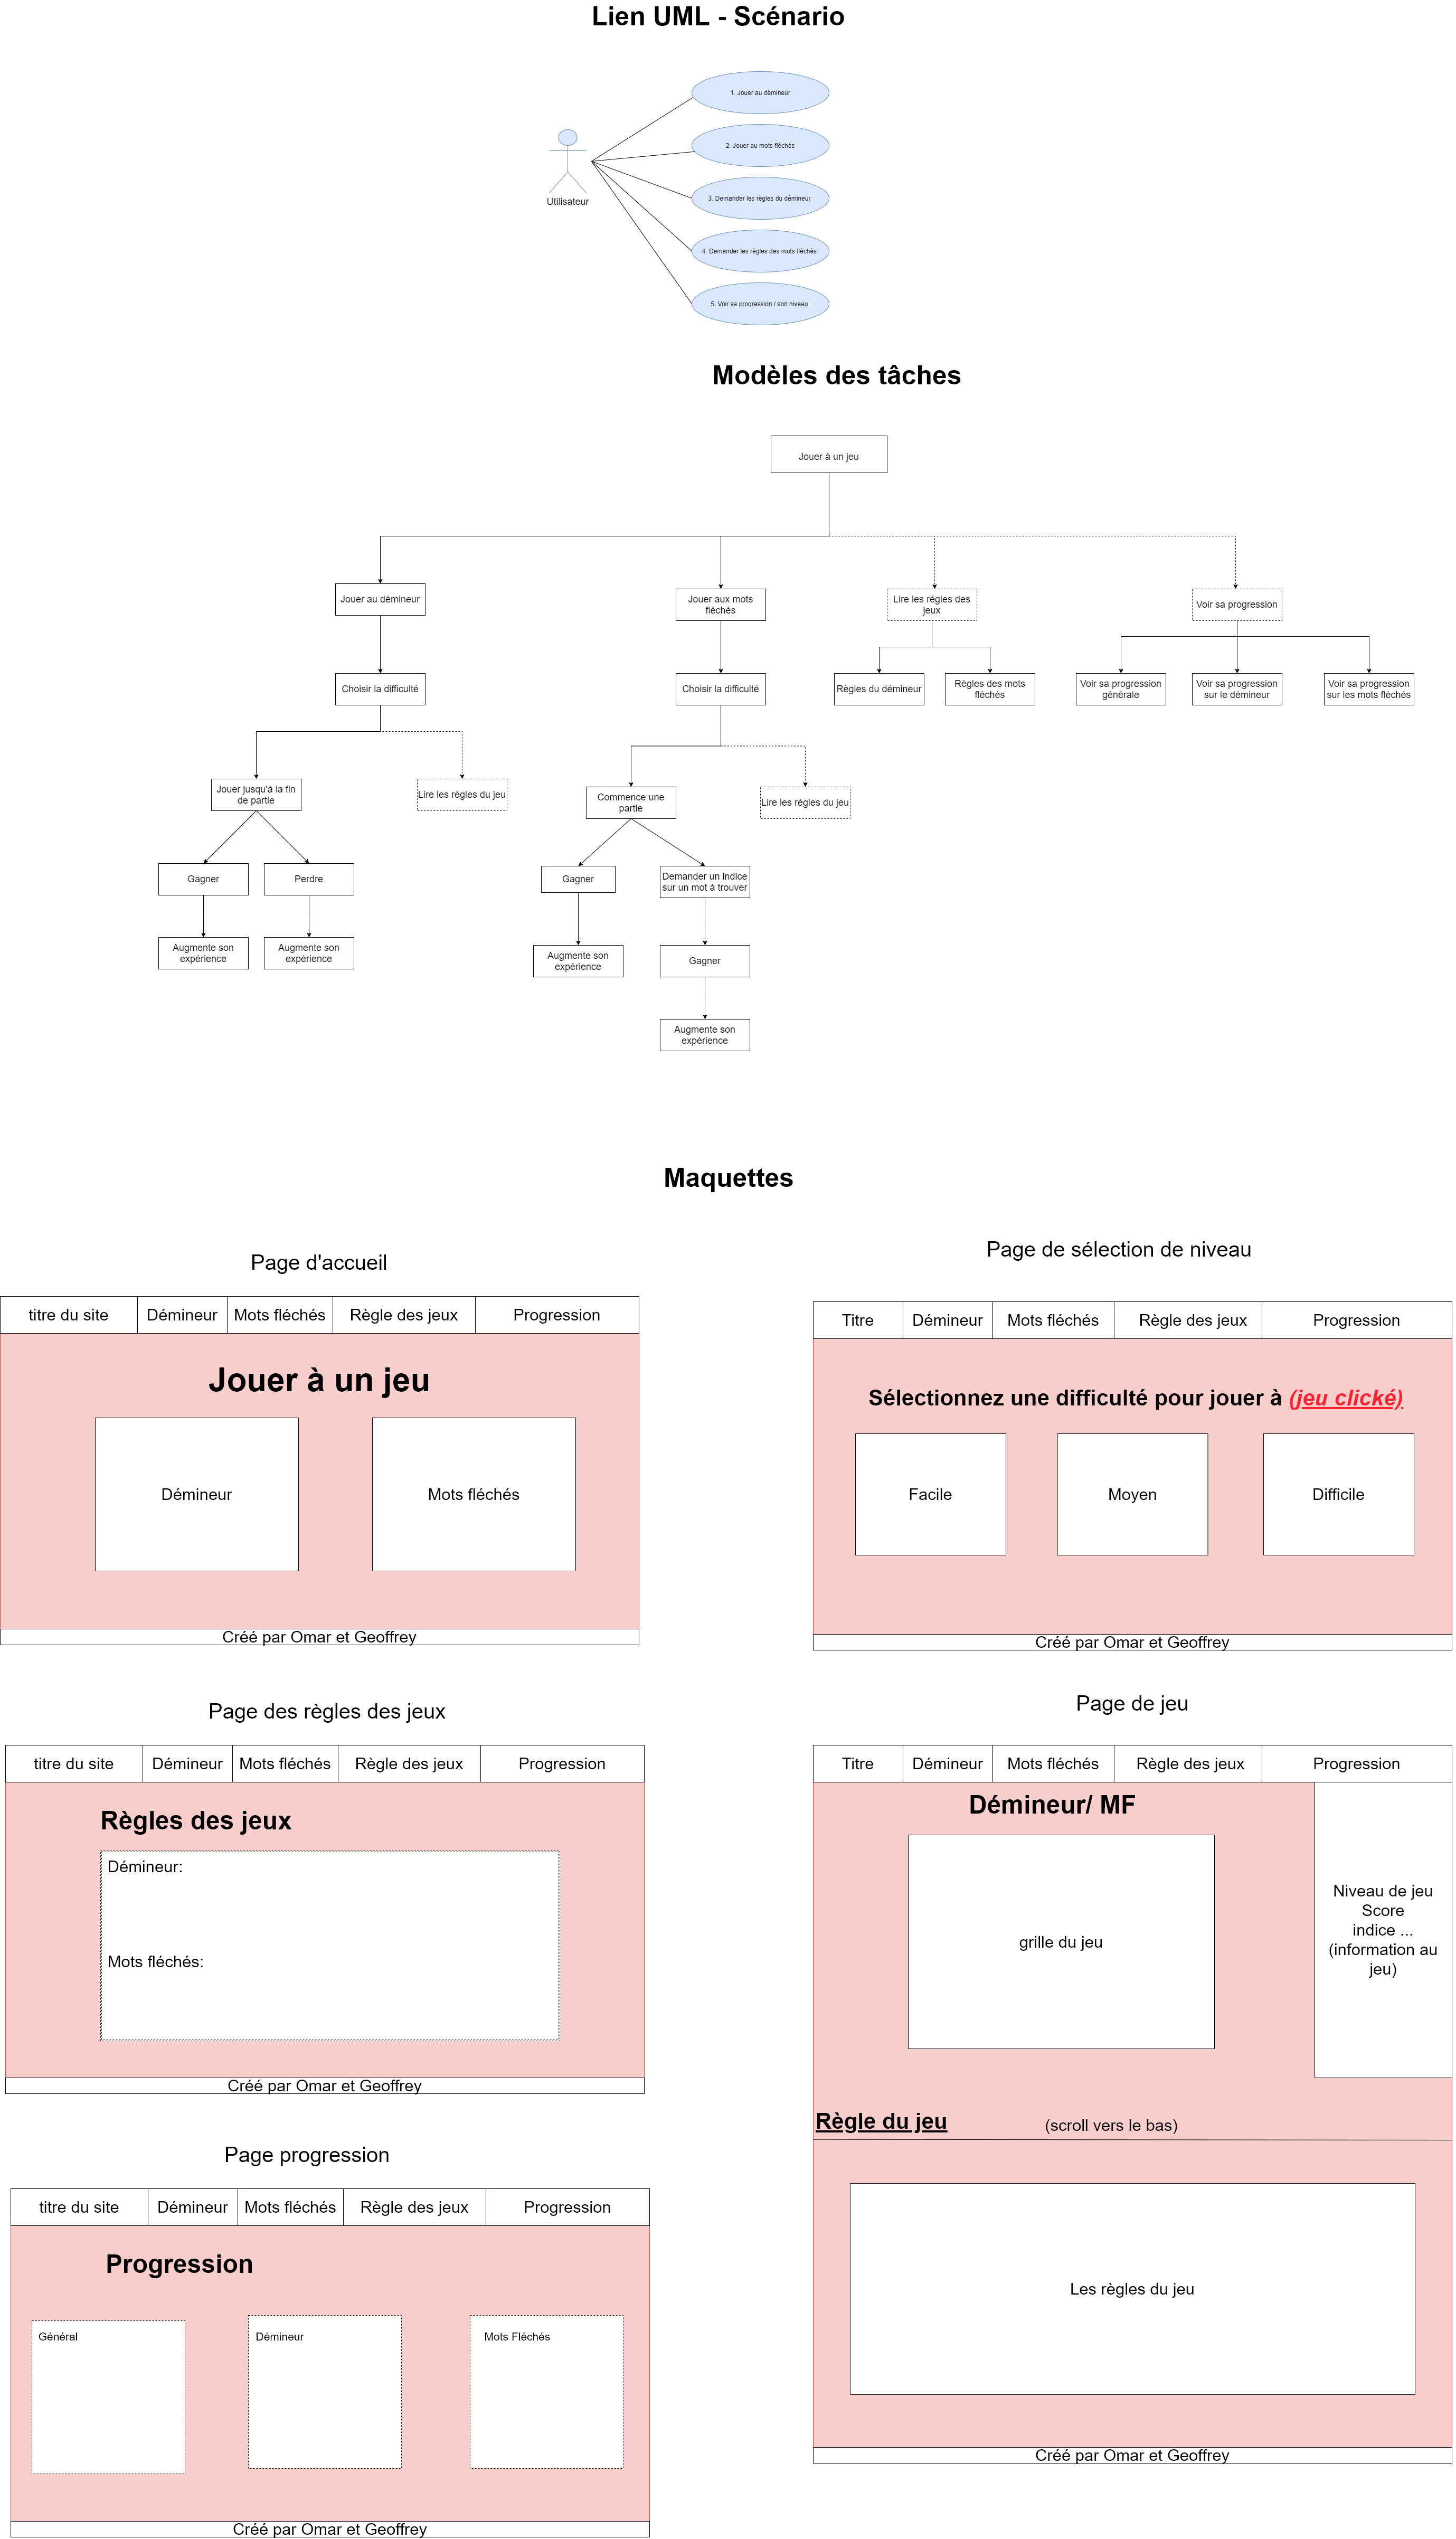 Lien UML - Scénario
1. Jouer au démineur
2. Jouer au mots fléchés
3. Demander les règles du démineur
Utilisateur
4. Demander les règles des mots fléchés
5. Voir sa progression / son niveau
Modèles des tâches
Jouer à un jeu
Jouer au démineur
Jouer aux mots
fléchés
Lire les règles des
jeux
Voir sa progression
Choisir la difficulté
Choisir la difficulté
Règles du démineur
Règles des mots
fléchés
Voir sa progression
générale
Voir sa progression
sur le démineur
Voir sa progression
sur les mots fléchés
Jouer jusqu'à la fin
de partie
Lire les règles du jeu
Commence une
partie
Lire les règles du jeu
Gagner
Perdre
Gagner
Demander un indice
sur un mot à trouver
Augmente son
expérience
Augmente son
expérience
Augmente son
expérience
Gagner
Augmente son
expérience
Maquettes
Page d'accueil
titre du site
Démineur
Mots fléchés
Règle des jeux
Progression
Jouer à un jeu
Démineur
Mots fléchés
Créé par Omar et Geoffrey
Page de sélection de niveau
Titre
Démineur
Mots fléchés
Règle des jeux
Progression
Sélectionnez une difficulté pour jouer à (jeu clické)
Facile
Moyen
Difficile
Créé par Omar et Geoffrey
Page des règles des jeux
titre du site
Démineur
Mots fléchés
Règle des jeux
Progression
Règles des jeux
Démineur:
Mots fléchés:
Créé par Omar et Geoffrey
Page de jeu
Titre
Démineur
Mots fléchés
Règle des jeux
Progression
Démineur/ MF
grille du jeu
Niveau de jeu
Score
indice ...
(information au
jeu)
Règle du jeu
(scroll vers le bas)
Les règles du jeu
Créé par Omar et Geoffrey
Page progression
titre du site
Démineur
Mots fléchés
Règle des jeux
Progression
Progression
Général
Démineur
Mots Fléchés
Créé par Omar et Geoffrey